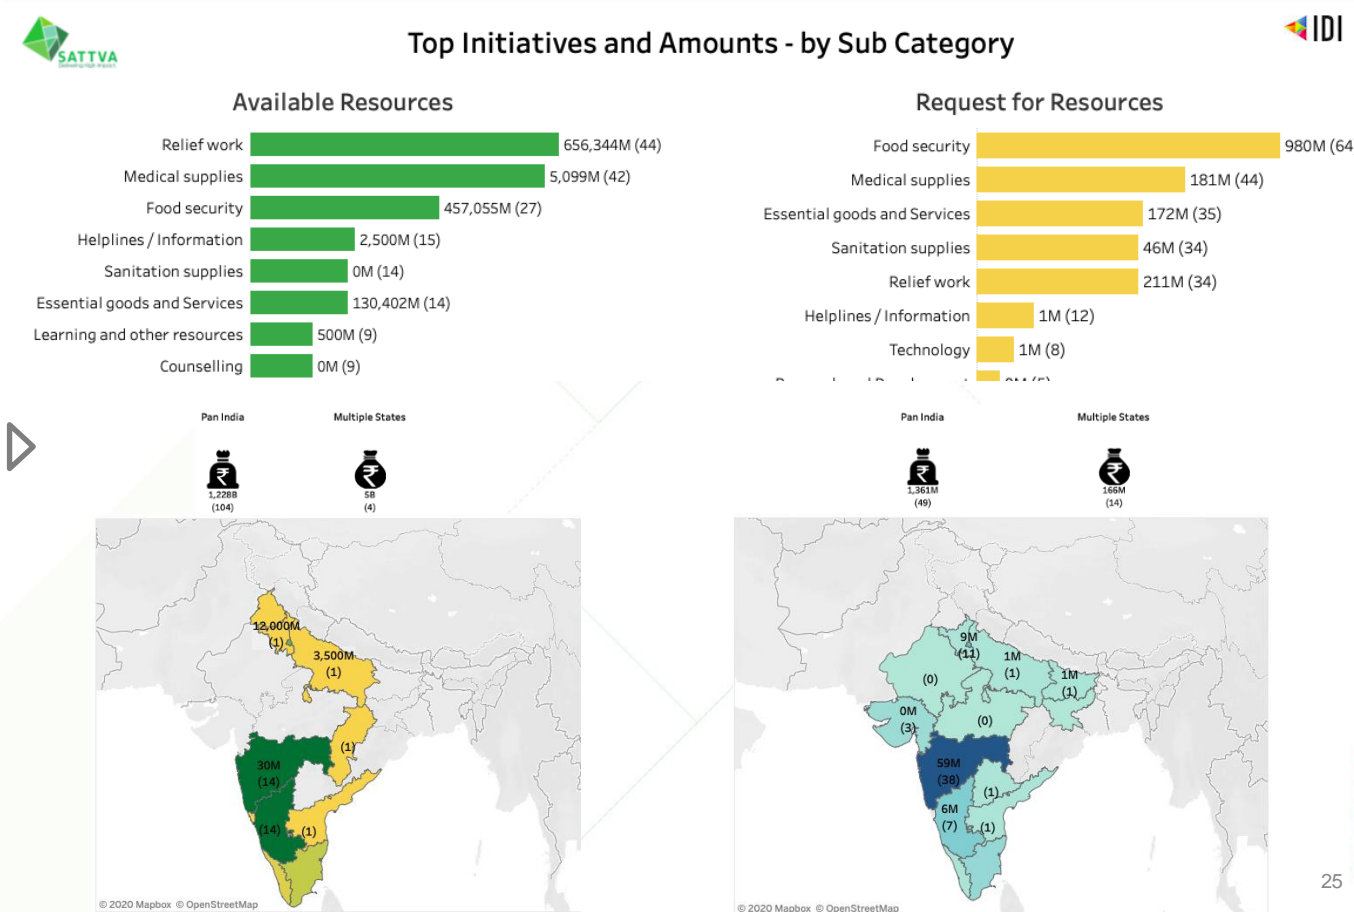 SATTVA
Delivering High Impact
Top Initiatives and Amounts - by Sub Category
IDI
Available Resources
Relief work 656,344M (44)
Medical supplies 5,099M (42)
Food security 457,055M (27)
Helplines / Information 2,500M (15)
Sanitation supplies 0M (14)
Essential goods and Services 130,402M (14)
Learning and other resources 500M (9)
Counselling 0M (9)
Request for Resources
Food security 980M (64
Medical supplies 181M (44)
Essential goods and Services 172M (35)
Sanitation supplies 46M (34)
Relief work 211M (34)
Helplines / Information 1M (12)
Technology 1M (8)
Pan India
₹
1,228B
(104)
Multiple States
₹
5B
(4)
12,000M
(1)
3,500M
(1)
(1)
30M
(14)
(14)
(1)
© 2020 Mapbox © OpenStreetMap
Pan India
₹
1,361M
(49)
Multiple States
₹
166M
(14)
9M
(11)
1M
(1)
1M
(1)
(0)
0M
(3)
(0)
59M
(38)
(1)
6M
(7)
(1)
© 2020 Mapbox © OpenStreetMap
25